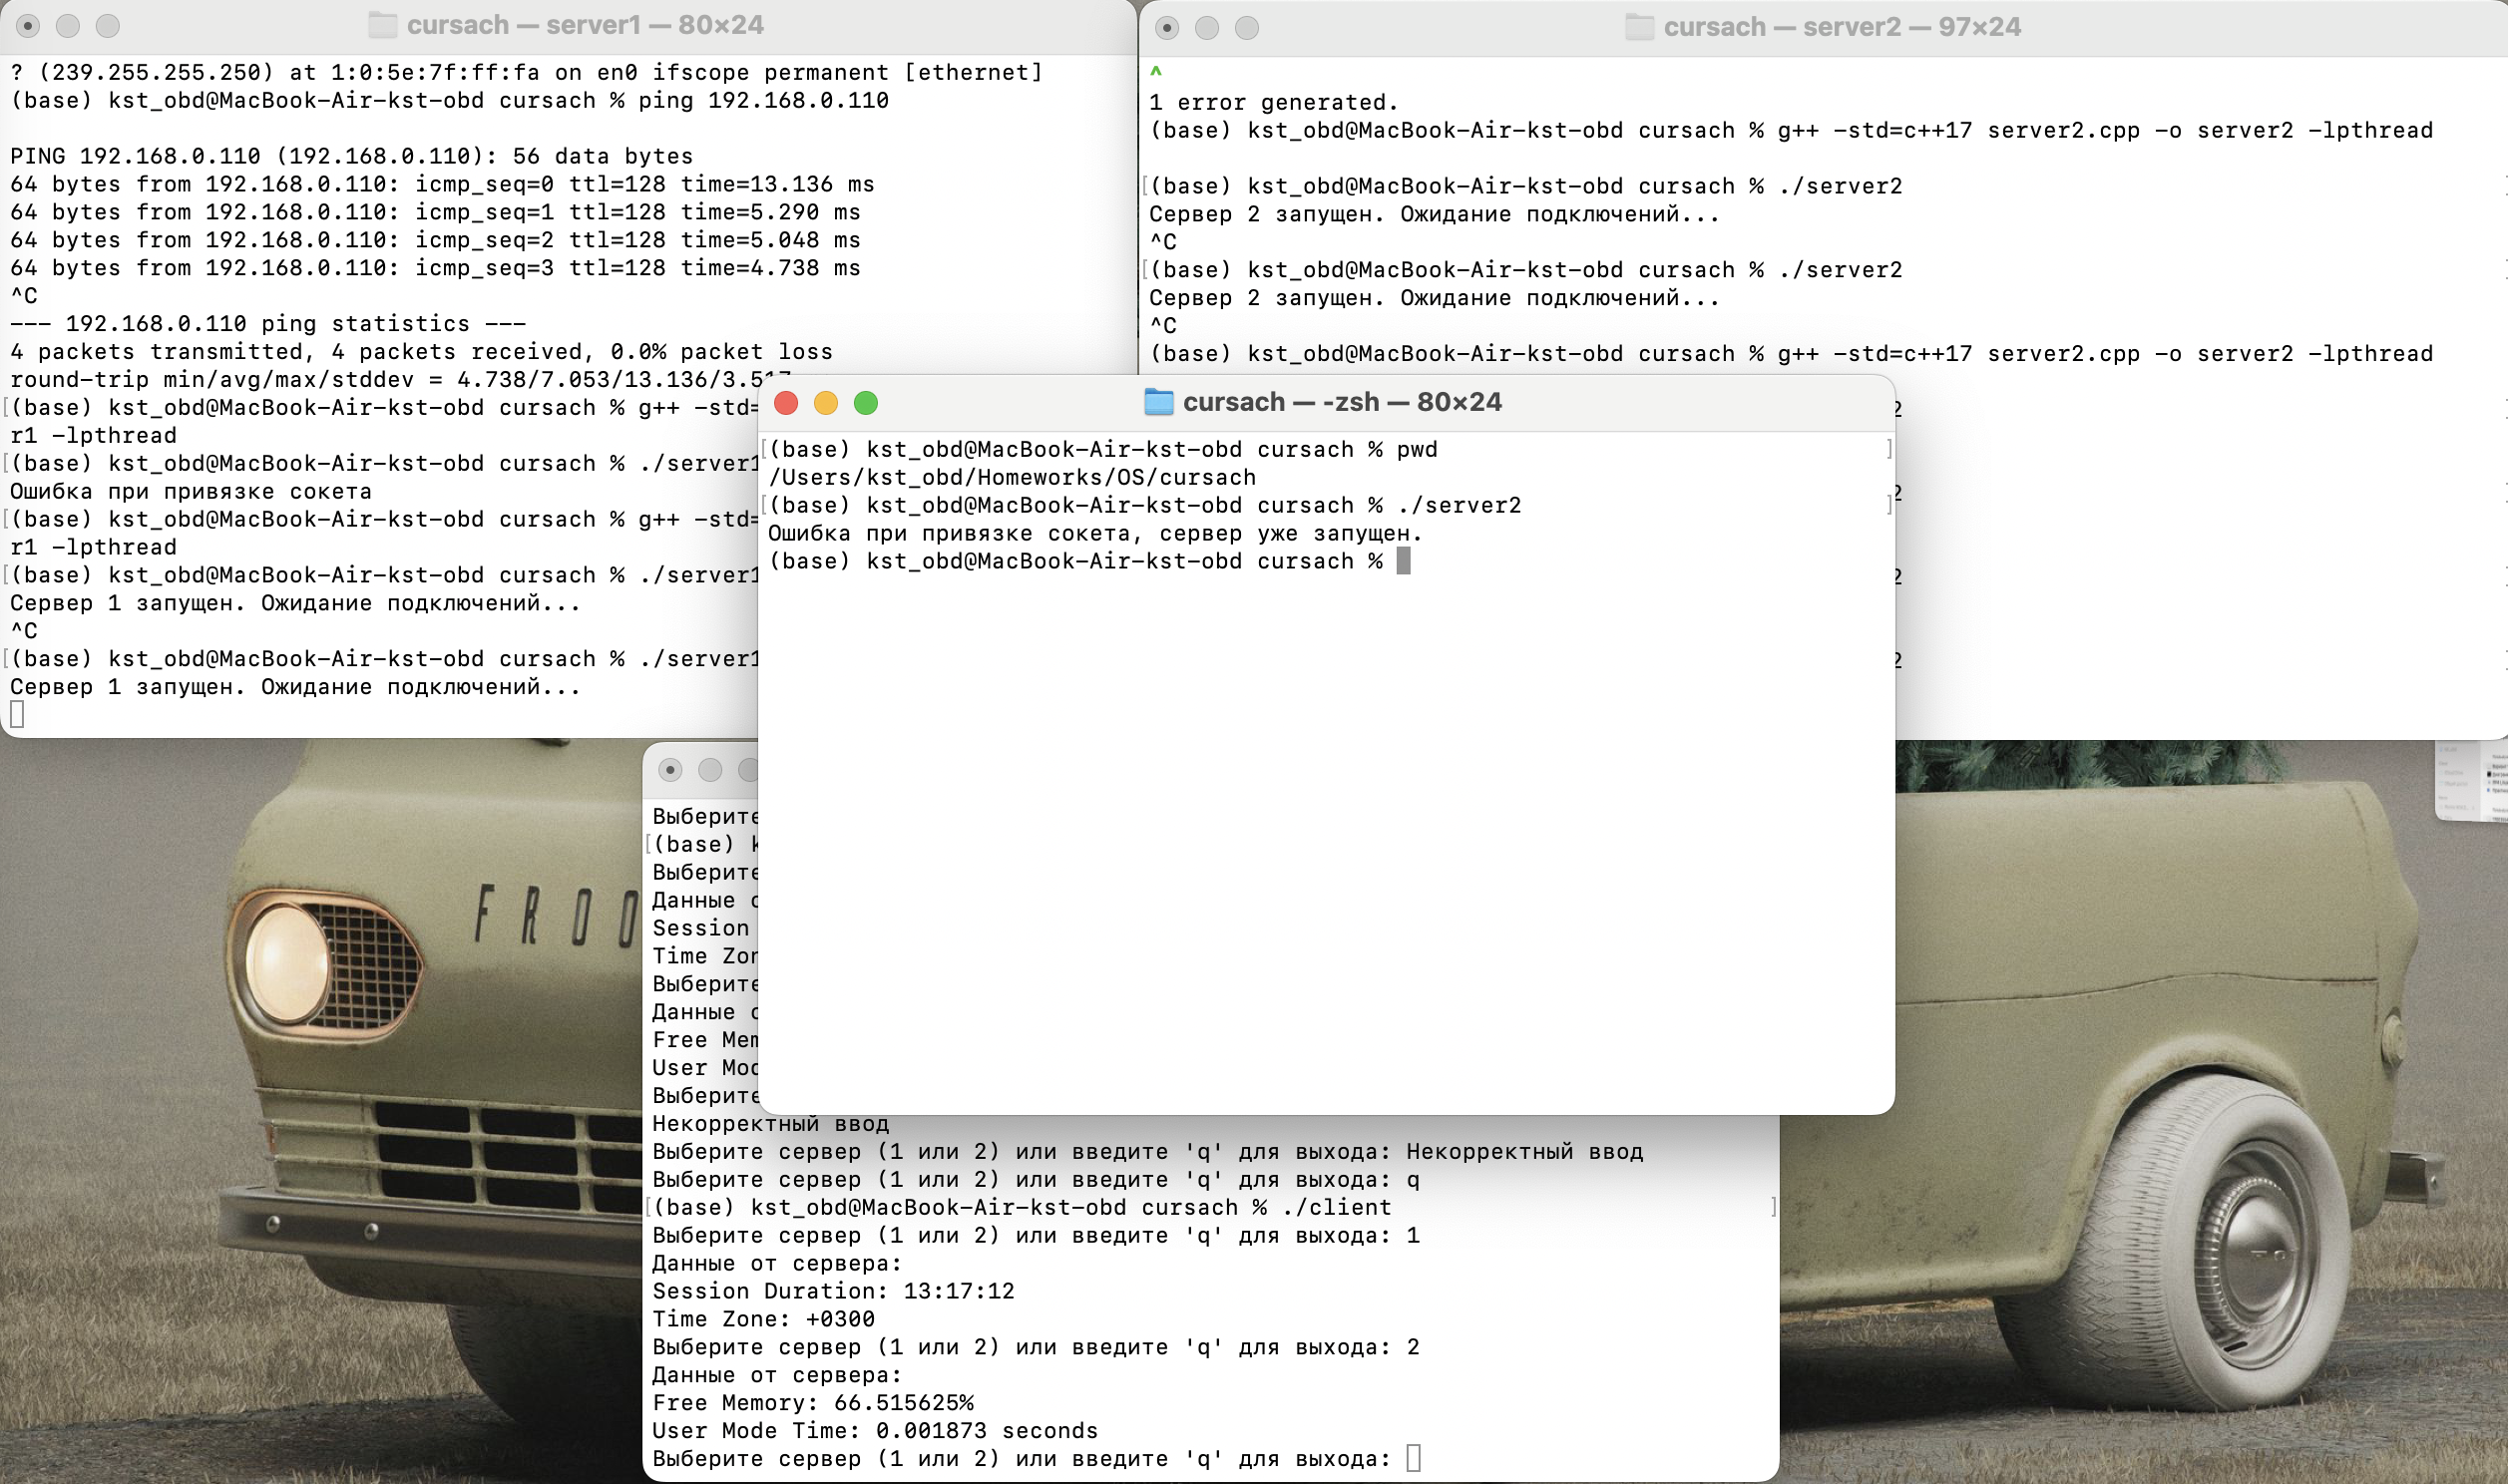 cursach — server1 — 80×24
? (239.255.255.250) at 1:0:5e:7f:ff:fa on en0 ifscope permanent [ethernet]
(base) kst_obd@MacBook-Air-kst-obd cursach % ping 192.168.0.110
PING 192.168.0.110 (192.168.0.110): 56 data bytes
64 bytes from 192.168.0.110: icmp_seq=0 ttl=128 time=13.136 ms
64 bytes from 192.168.0.110: icmp_seq=1 ttl=128 time=5.290 ms
64 bytes from 192.168.0.110: icmp_seq=2 ttl=128 time=5.048 ms
64 bytes from 192.168.0.110: icmp_seq=3 ttl=128 time=4.738 ms
^C
--- 192.168.0.110 ping statistics ---
4 packets transmitted, 4 packets received, 0.0% packet loss
round-trip min/avg/max/stddev = 4.738/7.053/13.136/3.517
(base) kst_obd@MacBook-Air-kst-obd cursach % g++ -std=
r1 -lpthread
(base) kst_obd@MacBook-Air-kst-obd cursach % ./server1
Ошибка при привязке сокета
(base) kst_obd@MacBook-Air-kst-obd cursach % g++ -std=
r1 -lpthread
(base) kst_obd@MacBook-Air-kst-obd cursach % ./server1
Сервер 1 запущен. Ожидание подключений...
^C
(base) kst_obd@MacBook-Air-kst-obd cursach % ./server1
Сервер 1 запущен. Ожидание подключений...
cursach — server2 — 97×24
^
1 error generated.
(base) kst_obd@MacBook-Air-kst-obd cursach % g++ -std=c++17 server2.cpp -o server2 -lpthread
(base) kst_obd@MacBook-Air-kst-obd cursach % ./server2
Сервер 2 запущен. Ожидание подключений...
^C
(base) kst_obd@MacBook-Air-kst-obd cursach % ./server2
Сервер 2 запущен. Ожидание подключений...
^C
(base) kst_obd@MacBook-Air-kst-obd cursach % g++ -std=c++17 server2.cpp -o server2 -lpthread
2
2
2
2
cursach — -zsh — 80×24
(base) kst_obd@MacBook-Air-kst-obd cursach % pwd
/Users/kst_obd/Homeworks/OS/cursach
(base) kst_obd@MacBook-Air-kst-obd cursach % ./server2
Ошибка при привязке сокета, сервер уже запущен.
(base) kst_obd@MacBook-Air-kst-obd cursach %
FROO
Выберите
(base) k
Выберите
Данные о
Session
Time Zon
Выберите
Данные о
Free Mem
User Mod
Выберите
Некорректный ввод
Выберите сервер (1 или 2) или введите 'q' для выхода: Некорректный ввод
Выберите сервер (1 или 2) или введите 'q' для выхода: q
(base) kst_obd@MacBook-Air-kst-obd cursach % ./client
Выберите сервер (1 или 2) или введите 'q' для выхода: 1
Данные от сервера:
Session Duration: 13:17:12
Time Zone: +0300
Выберите сервер (1 или 2) или введите 'q' для выхода: 2
Данные от сервера:
Free Memory: 66.515625%
User Mode Time: 0.001873 seconds
Выберите сервер (1 или 2) или введите 'q' для выхода: